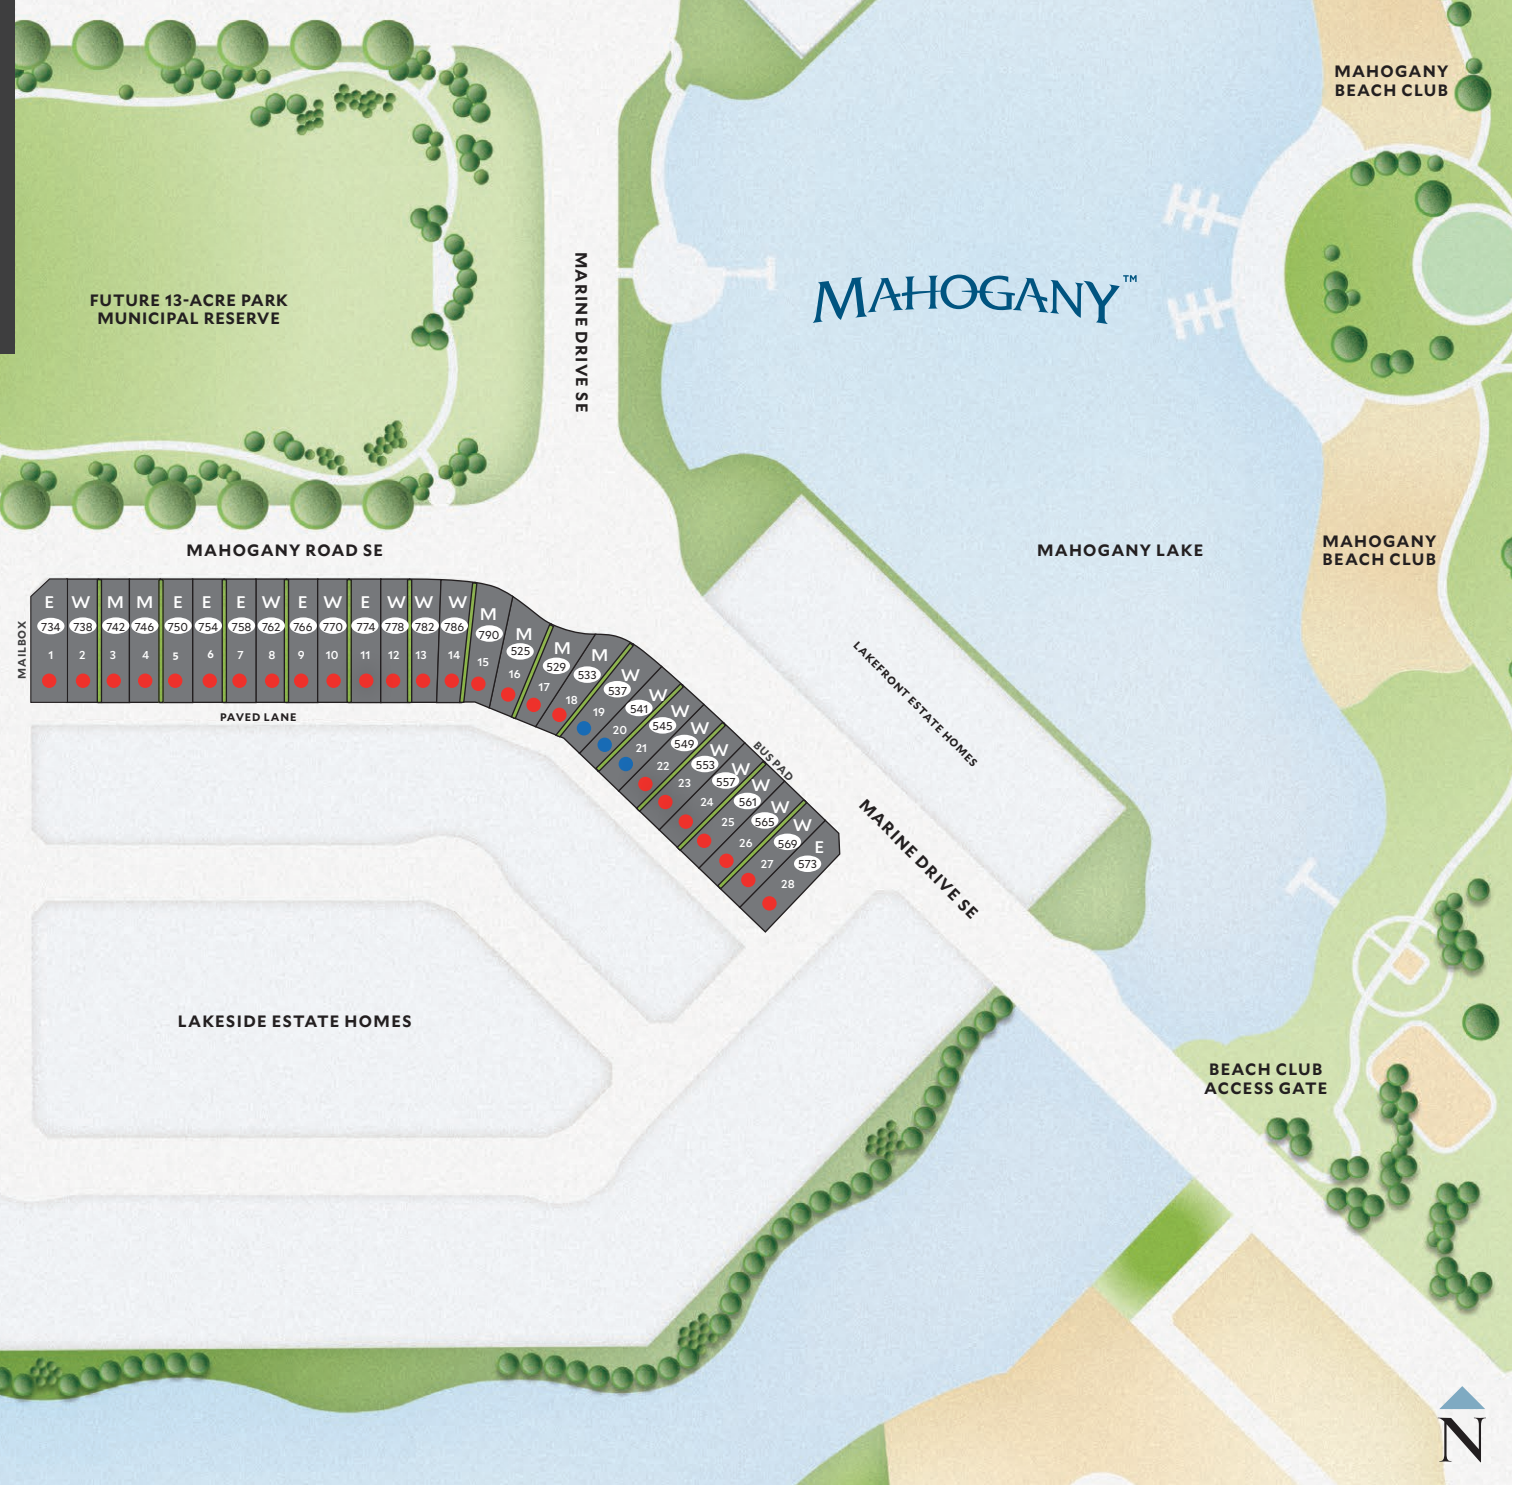 MAHOGANY
BEACH CLUB
FUTURE 13-ACRE PARK
MUNICIPAL RESERVE
MARINE DRIVE SE
MAHOGANY™
MAHOGANY ROAD SE
MAHOGANY LAKE
MAHOGANY
BEACH CLUB
MAILBOX
E 734 1
W 738 2
M 742 3
M 746 4
E 750 5
E 754 6
E 758 7
W 762 8
E 766 9
W 770 10
E 774 11
W 778 12
W 782 13
W 786 14
M 790 15
M 525 16
M 529 17
M 533 18
W 537 19
W 541 20
W 545 21
W 549 22
W 553 23
W 557 24
W 561 25
W 565 26
W 569 27
E 573 28
PAVED LANE
BUS PAD
LAKEFRONT ESTATE HOMES
MARINE DRIVE SE
LAKESIDE ESTATE HOMES
BEACH CLUB
ACCESS GATE
N